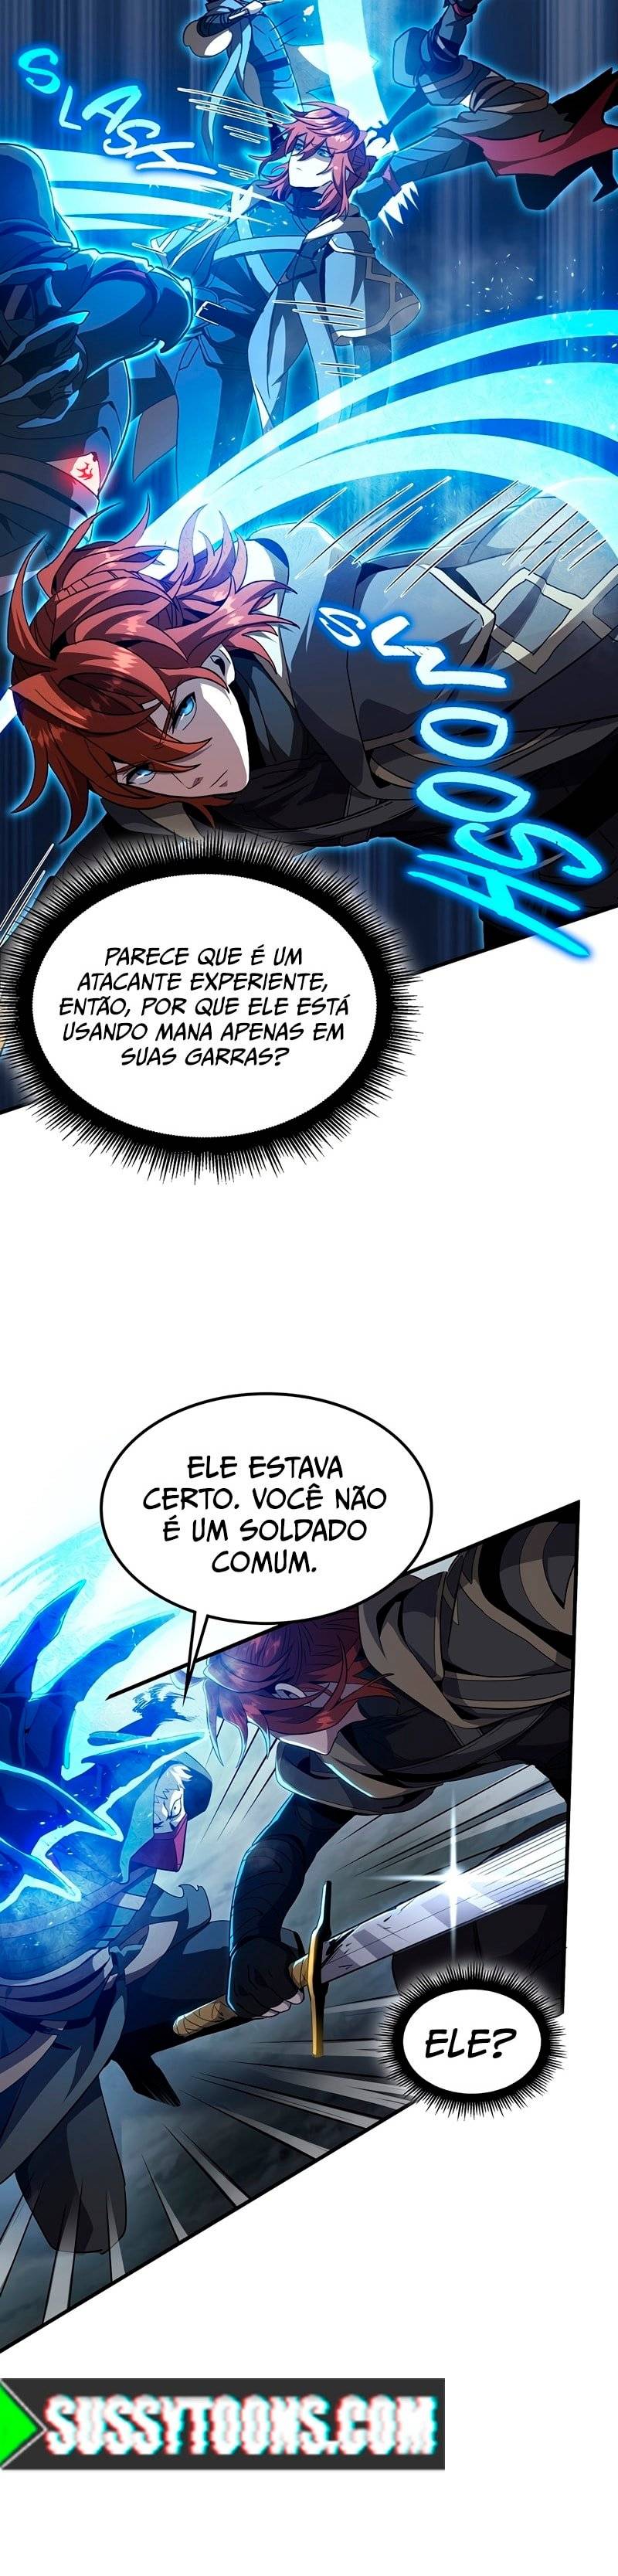 SLASH
SWOOSH
PARECE QUE É UM
ATACANTE EXPERIENTE,
ENTÃO, POR QUE ELE ESTÁ
USANDO MANA APENAS EM
SUAS GARRAS?
ELE ESTAVA
CERTO. VOCÊ NÃO
É UM SOLDADO
COMUM.
ELE?
SUSSYTOONS.COM